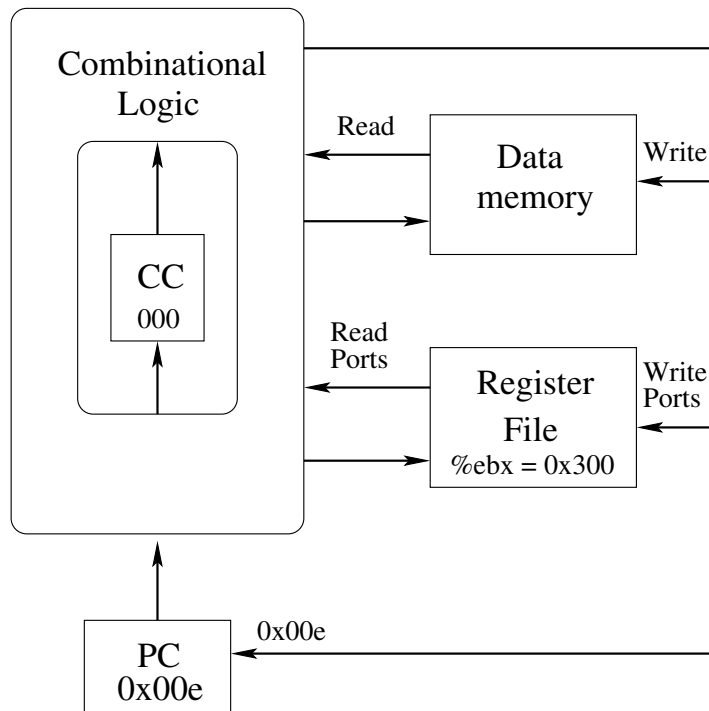 Combinational
Logic
CC
000
Read
Data
memory
Write
Read
Ports
Register
File
%ebx = 0x300
Write
Ports
0x00e
PC
0x00e